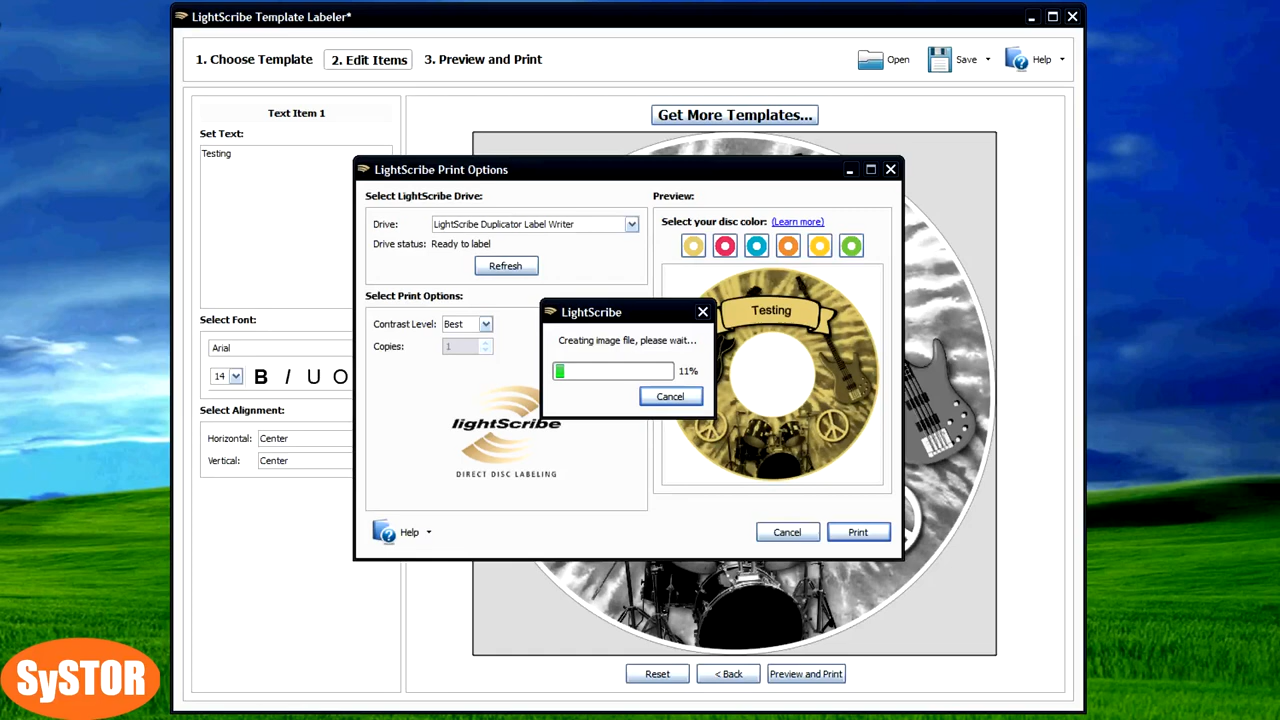 LightScribe Template Labeler*
1. Choose Template
2. Edit Items
3. Preview and Print
Open
Save
Help
Text Item 1
Set Text:
Testing
Select Font:
Arial
14
B I U O
Select Alignment:
Horizontal: Center
Vertical: Center
Get More Templates...
LightScribe Print Options
Select LightScribe Drive:
Drive: LightScribe Duplicator Label Writer
Drive status: Ready to label
Refresh
Select Print Options:
Contrast Level: Best
Copies: 1
lightScribe
DIRECT DISC LABELING
Preview:
Select your disc color: (Learn more)
Testing
LightScribe
Creating image file, please wait...
11%
Cancel
Help
Cancel
Print
Reset
< Back
Preview and Print
SySTOR